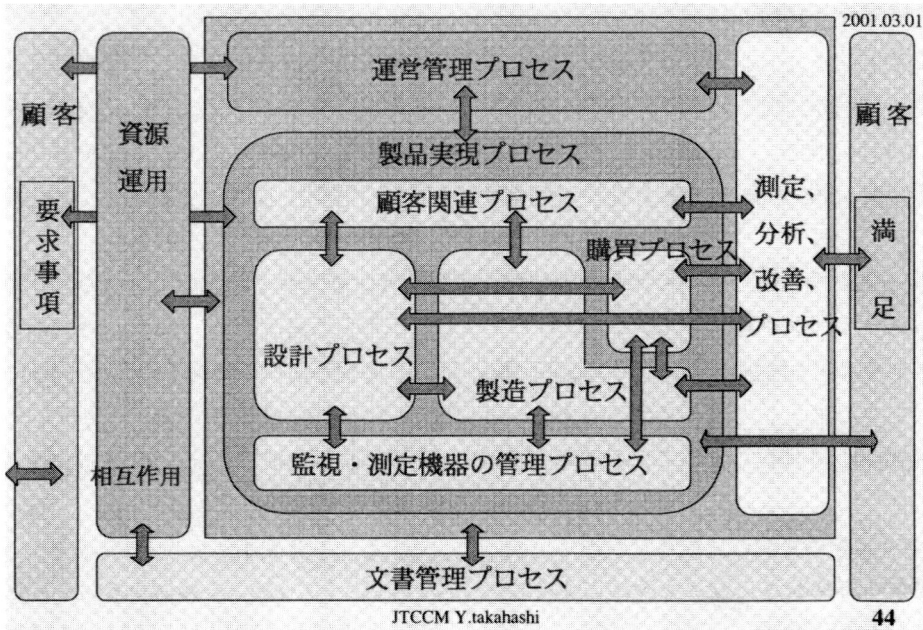 2001.03.01
顧客
要求事項
資源
運用
相互作用
運営管理プロセス
製品実現プロセス
顧客関連プロセス
購買プロセス
設計プロセス
製造プロセス
監視・測定機器の管理プロセス
測定、
分析、
改善、
プロセス
顧客
満足
文書管理プロセス
JTCCM Y.takahashi
44